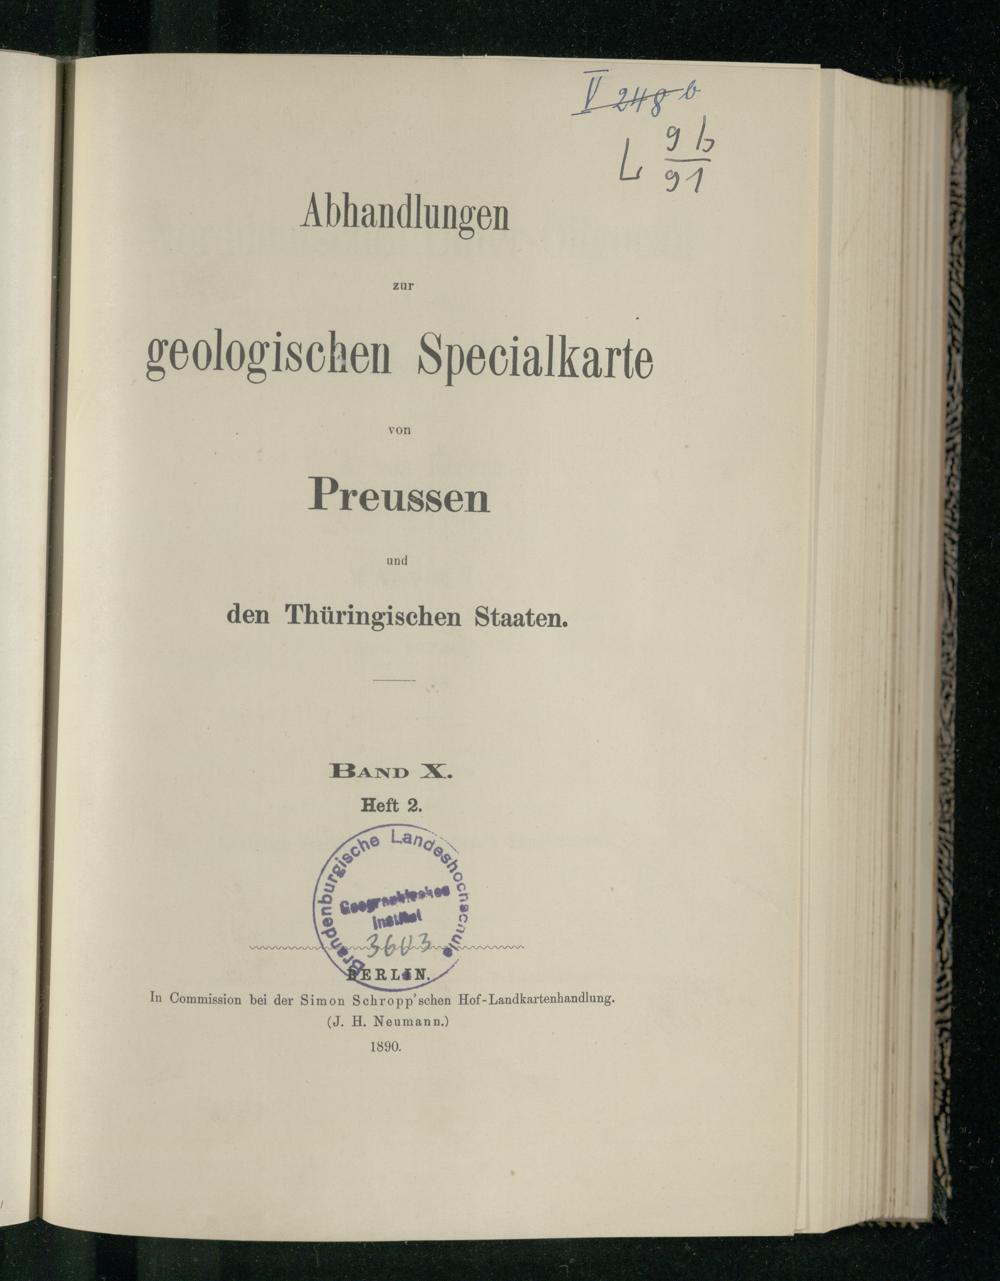 V 248 b
L 9 b
91
Abhandlungen
zur
geologischen Specialkarte
von
Preussen
und
den Thüringischen Staaten.
BAND X.
Heft 2.
Brandenburgische Landeshochschule
Geographisches
Institut
3603
BERLIN.
In Commission bei der Simon Schropp'schen Hof-Landkartenhandlung.
(J. H. Neumann.)
1890.